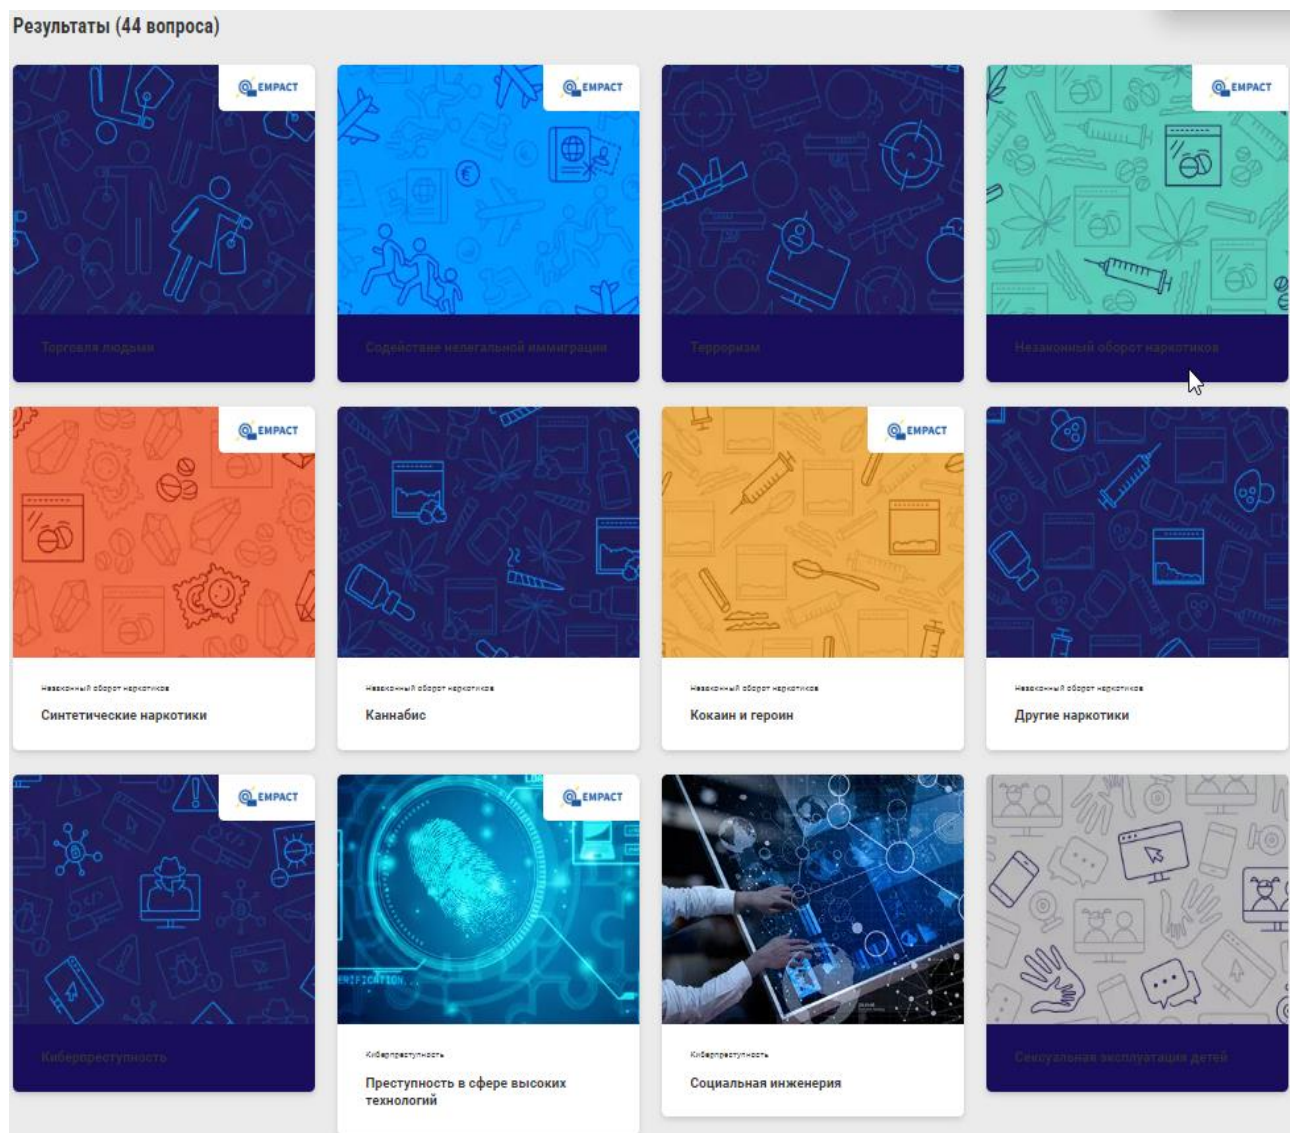 Результаты (44 вопроса)
EMPACT
EMPACT
EMPACT
Торговля людьми
Содействие нелегальной иммиграции
Терроризм
Незаконный оборот наркотиков
EMPACT
EMPACT
Незаконный оборот наркотиков
Синтетические наркотики
Незаконный оборот наркотиков
Каннабис
Незаконный оборот наркотиков
Кокаин и героин
Незаконный оборот наркотиков
Другие наркотики
EMPACT
EMPACT
ERIFICATION...
Киберпреступность
Киберпреступность
Преступность в сфере высоких
технологий
Киберпреступность
Социальная инженерия
Сексуальная эксплуатация детей